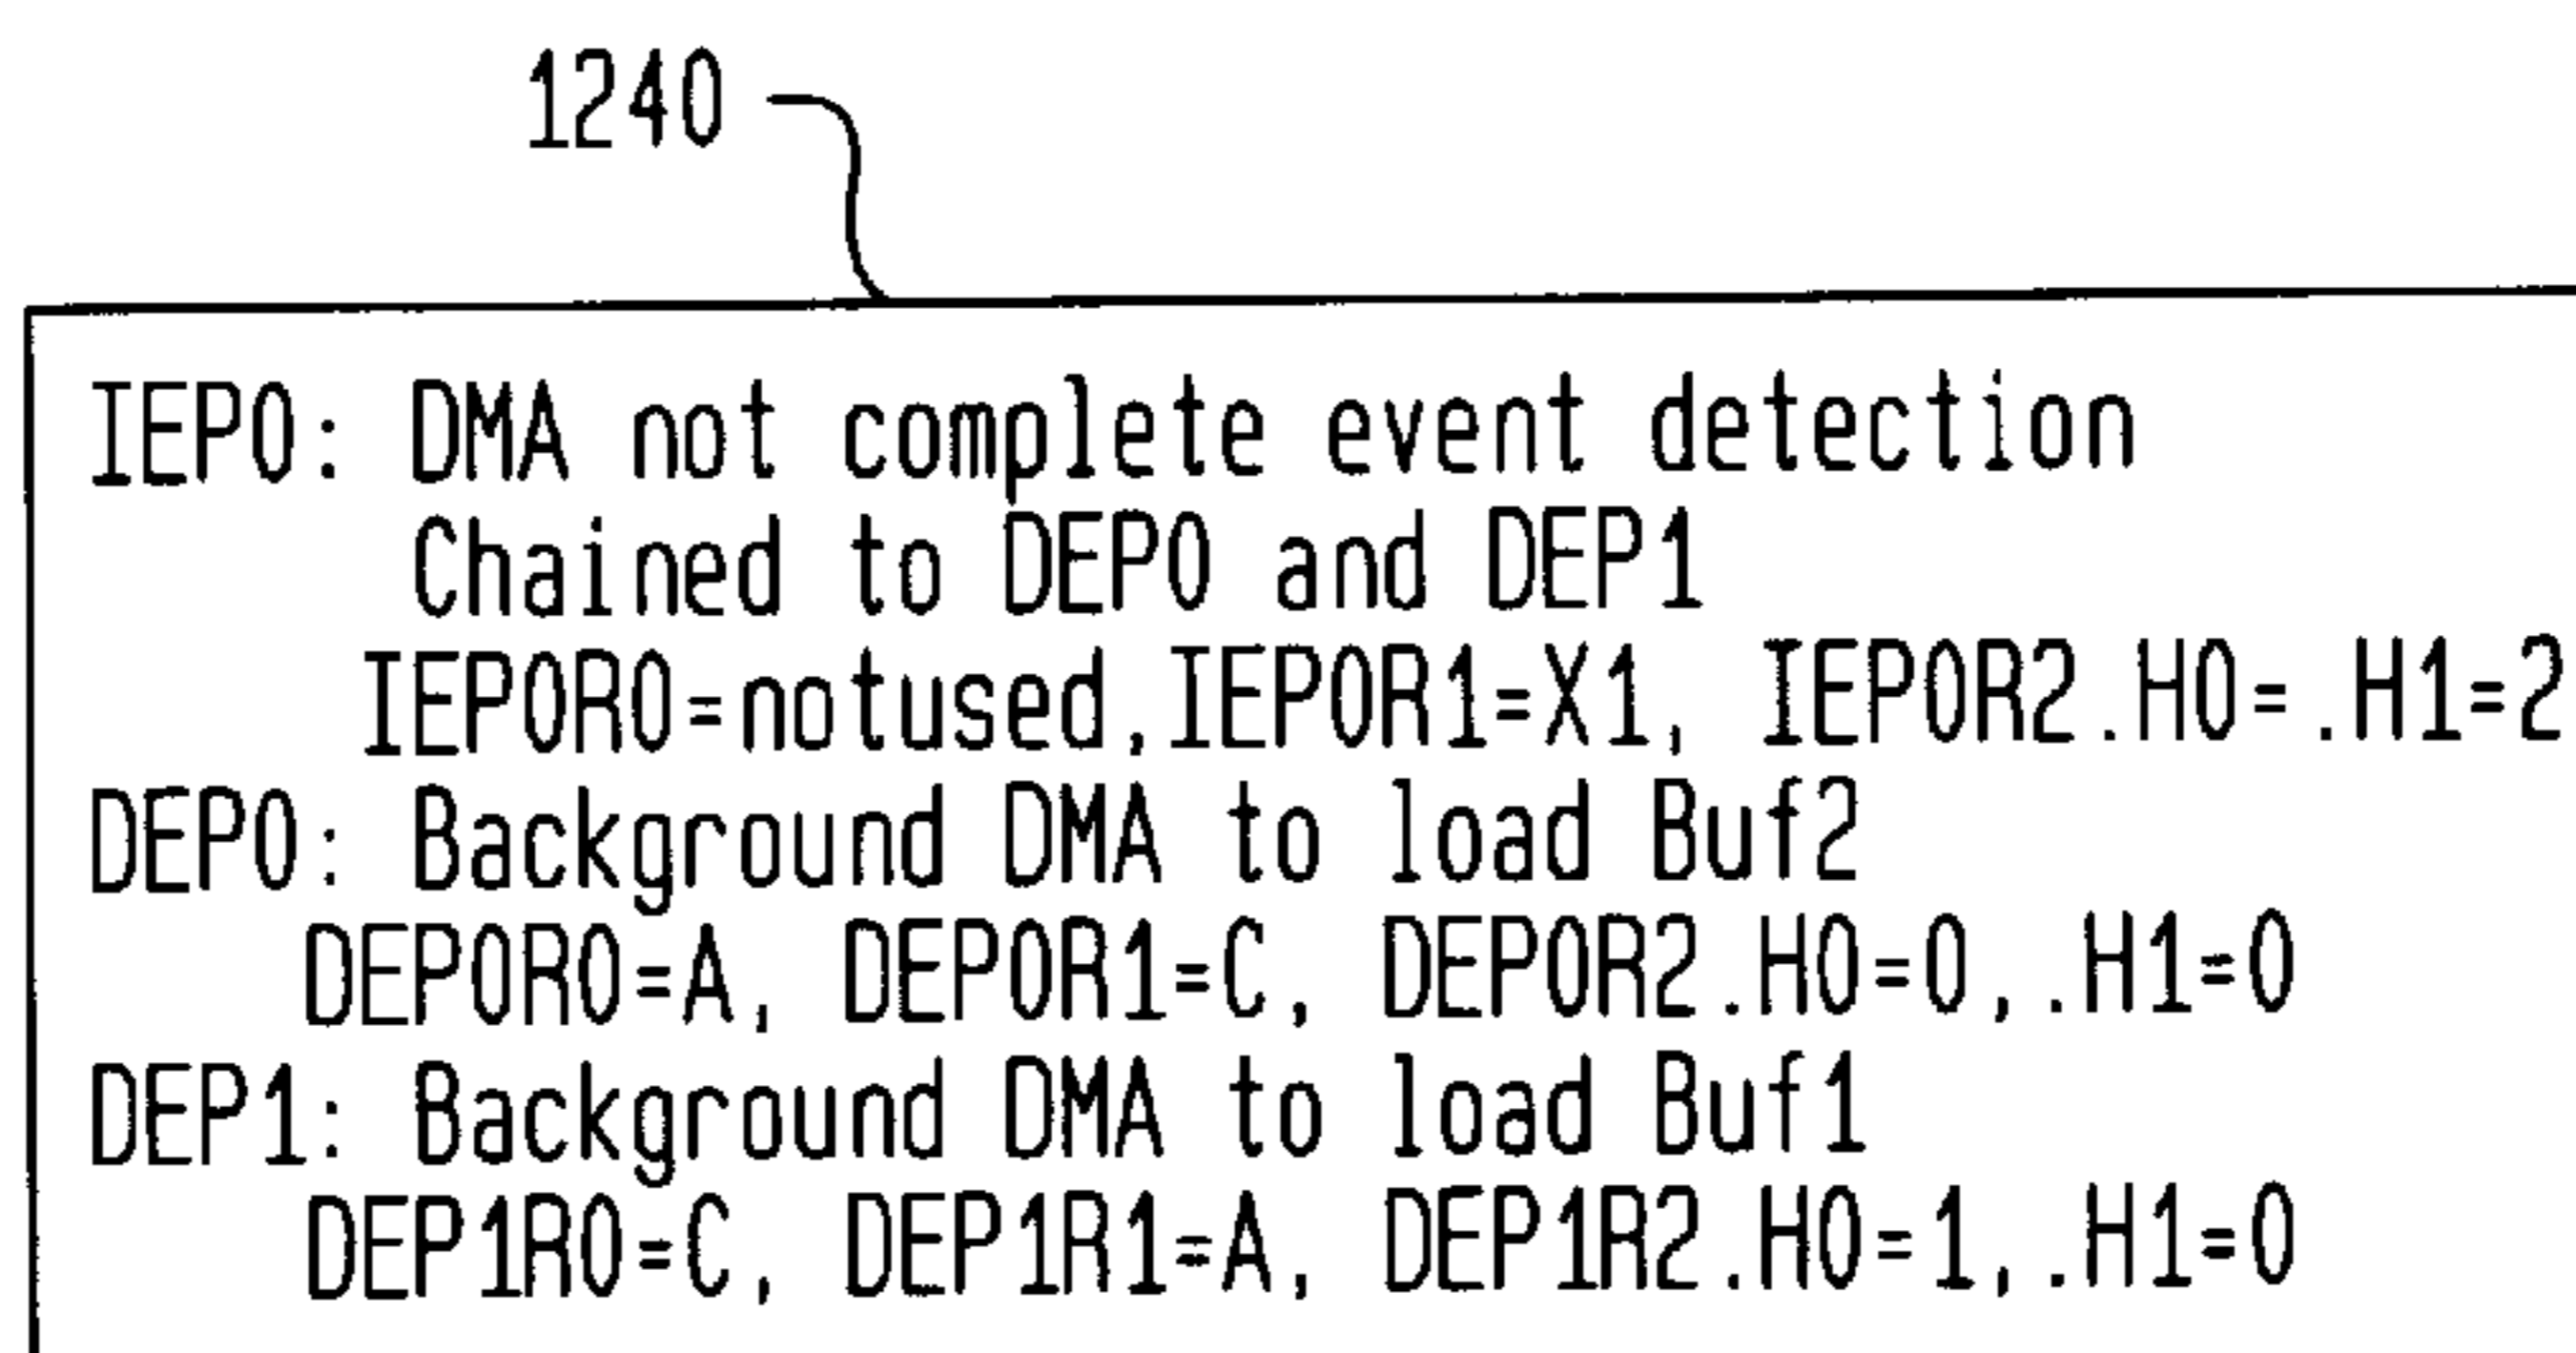 1240
IEP0: DMA not complete event detection
Chained to DEP0 and DEP1
IEP0R0=notused,IEP0R1=X1, IEP0R2.H0=.H1=2
DEP0: Background DMA to load Buf2
DEP0R0=A, DEP0R1=C, DEP0R2.H0=0,.H1=0
DEP1: Background DMA to load Buf1
DEP1R0=C, DEP1R1=A, DEP1R2.H0=1,.H1=0